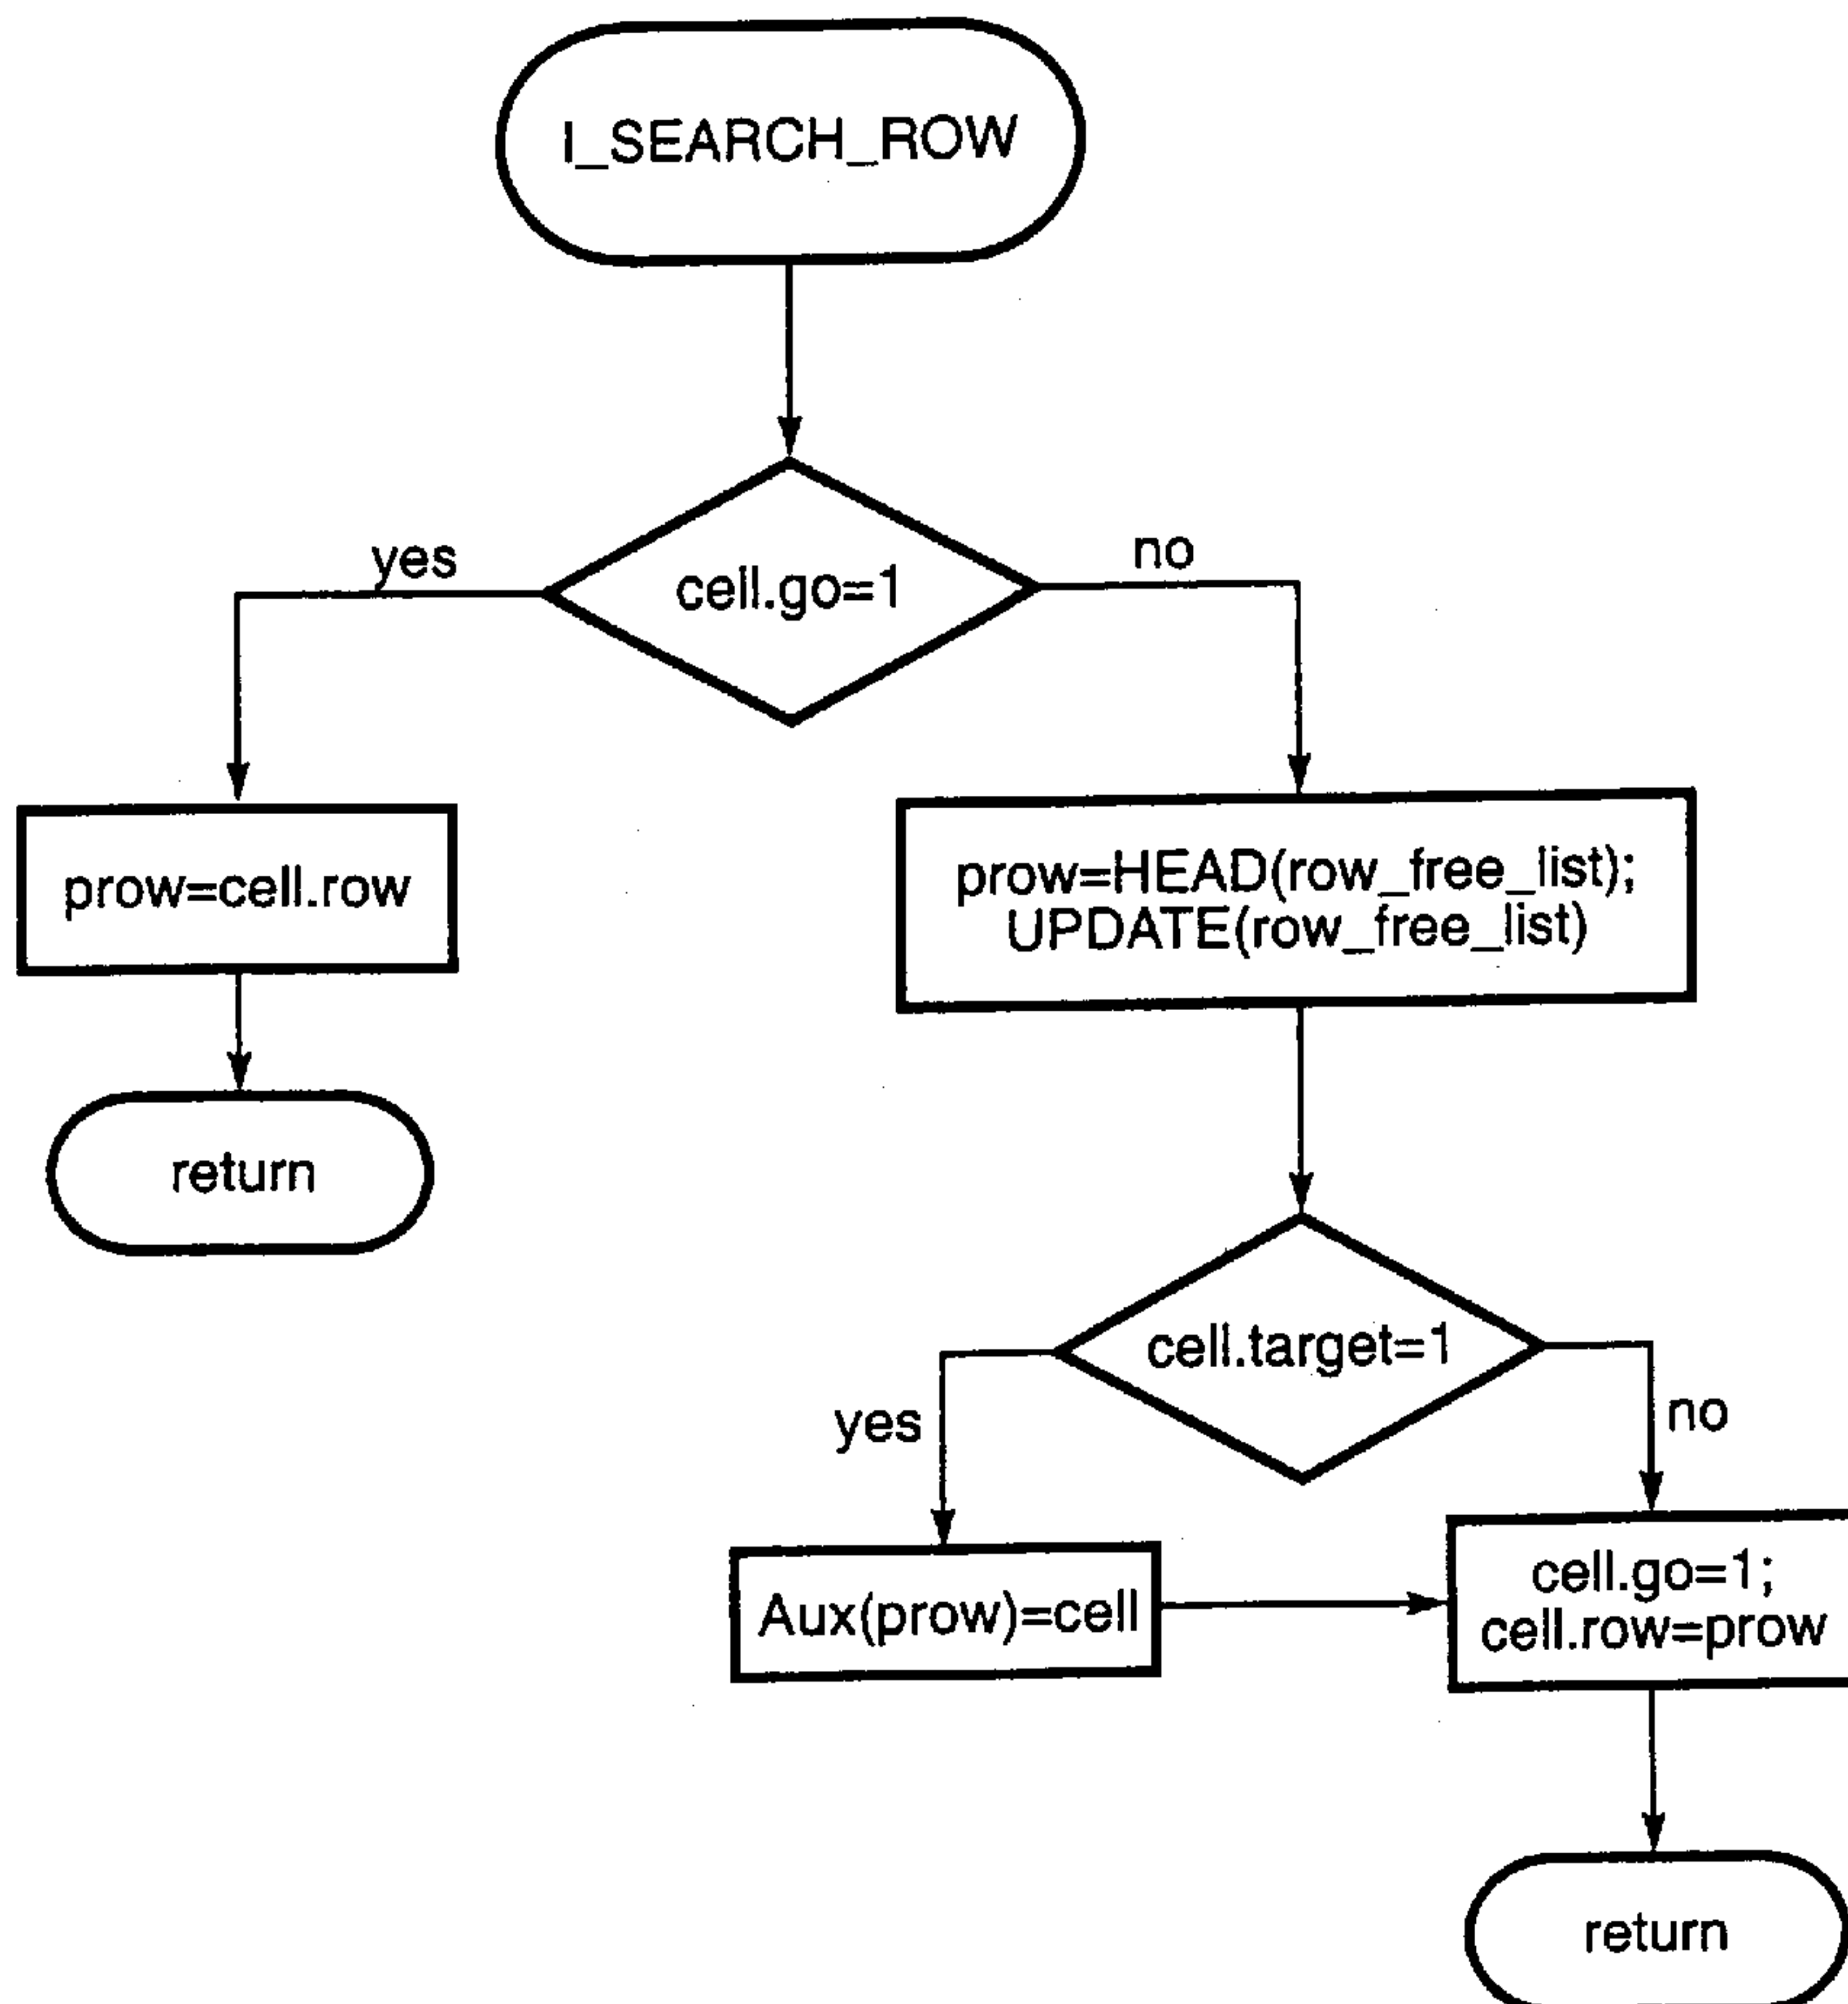 I_SEARCH_ROW
cell.go=1
yes
no
prow=cell.row
return
prow=HEAD(row_free_list);
UPDATE(row_free_list)
cell.target=1
yes
no
Aux(prow)=cell
cell.go=1;
cell.row=prow
return